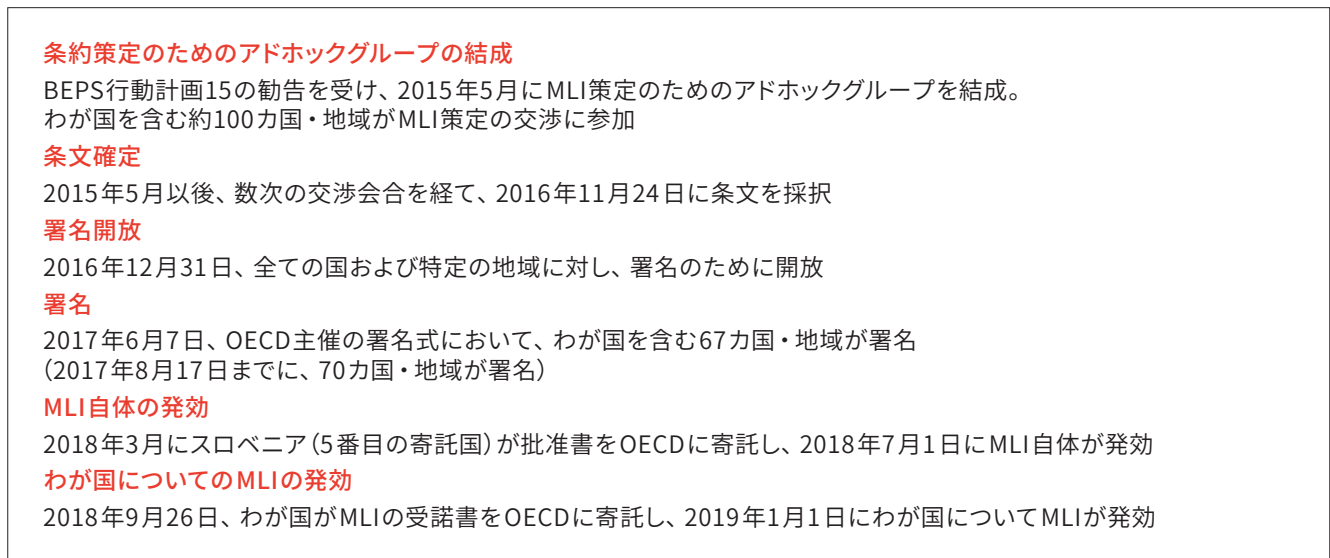 条約策定のためのアドホックグループの結成
BEPS行動計画15の勧告を受け、2015年5月にMLI策定のためのアドホックグループを結成。
わが国を含む約100カ国・地域がMLI策定の交渉に参加
条文確定
2015年5月以後、数次の交渉会合を経て、2016年11月24日に条文を採択
署名開放
2016年12月31日、全ての国および特定の地域に対し、署名のために開放
署名
2017年6月7日、OECD主催の署名式において、わが国を含む67カ国・地域が署名
（2017年8月17日までに、70カ国・地域が署名）
MLI自体の発効
2018年3月にスロベニア（5番目の寄託国）が批准書をOECDに寄託し、2018年7月1日にMLI自体が発効
わが国についてのMLIの発効
2018年9月26日、わが国がMLIの受諾書をOECDに寄託し、2019年1月1日にわが国についてMLIが発効